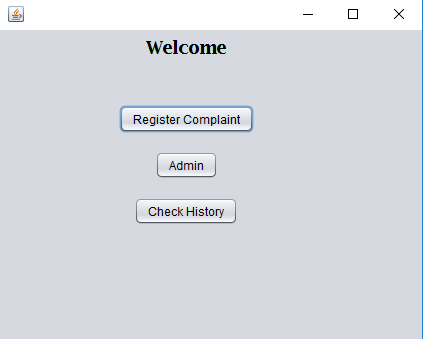 Welcome
Register Complaint
Admin
Check History